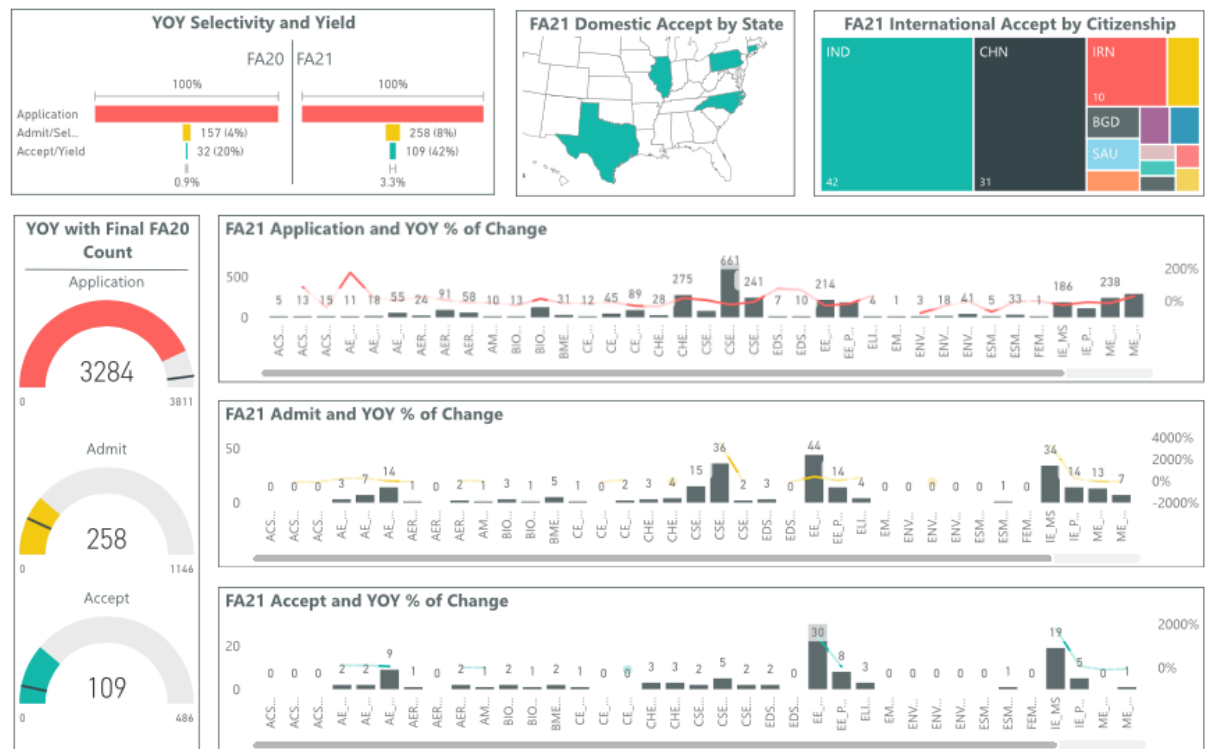 YOY Selectivity and Yield
FA20 FA21
100% 100%
Application
Admit/Sel... 157 (4%) 258 (8%)
Accept/Yield 32 (20%) 109 (42%)
0.9% 3.3%
FA21 Domestic Accept by State
FA21 International Accept by Citizenship
IND CHN IRN
10
BGD
SAU
42 31
YOY with Final FA20
Count
Application
3284
0 3811
Admit
258
0 1146
Accept
109
0 486
FA21 Application and YOY % of Change
500
0
200%
0%
5 13 15 11 18 55 24 91 58 10 13 31 12 45 89 28 275 661 241 7 10 214 4 1 3 18 41 5 33 1 186 238
ACS... ACS... ACS... AE_... AE_... AE_... AER... AER... AER... AM... BIO... BIO... BME... CE_... CE_... CE_... CHE... CHE... CSE... CSE... CSE... EDS... EDS... EE_... EE_P... ELI... EM... ENV... ENV... ENV... ESM... ESM... FEM... IE_MS IE_P... ME_... ME_...
FA21 Admit and YOY % of Change
50
0
4000%
2000%
0%
-2000%
0 0 0 3 7 14 1 0 2 1 3 1 5 1 0 2 3 4 15 36 2 3 0 44 14 4 0 0 0 0 1 0 34 14 13 7
ACS... ACS... ACS... AE_... AE_... AE_... AER... AER... AER... AM... BIO... BIO... BME... CE_... CE_... CE_... CHE... CHE... CSE... CSE... CSE... EDS... EDS... EE_... EE_P... ELI... EM... ENV... ENV... ENV... ESM... ESM... FEM... IE_MS IE_P... ME_... ME_...
FA21 Accept and YOY % of Change
20
0
2000%
0%
0 0 0 2 2 9 1 0 2 1 2 1 2 1 0 0 3 3 2 5 2 2 0 30 8 3 0 0 0 0 0 1 0 19 5 0 1
ACS... ACS... ACS... AE_... AE_... AE_... AER... AER... AER... AM... BIO... BIO... BME... CE_... CE_... CE_... CHE... CHE... CSE... CSE... CSE... EDS... EDS... EE_... EE_P... ELI... EM... ENV... ENV... ENV... ESM... ESM... FEM... IE_MS IE_P... ME_... ME_...